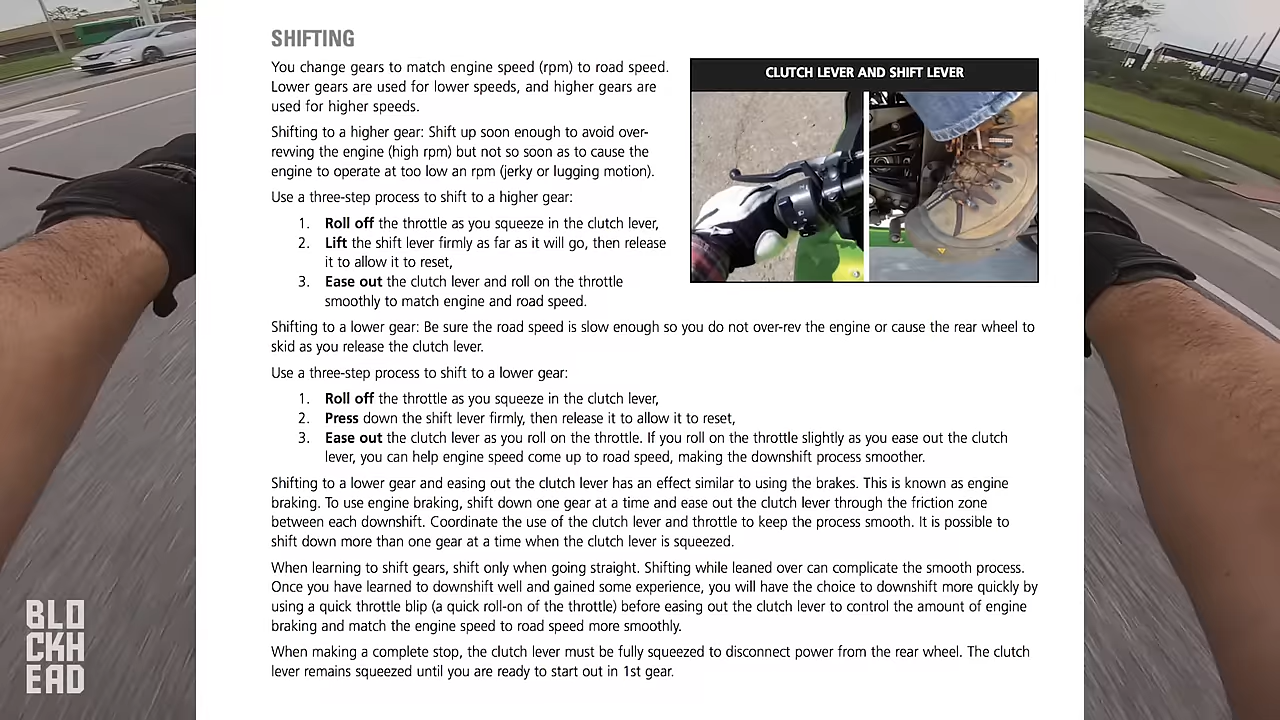 SHIFTING
You change gears to match engine speed (rpm) to road speed.
Lower gears are used for lower speeds, and higher gears are
used for higher speeds.
Shifting to a higher gear: Shift up soon enough to avoid over-
revving the engine (high rpm) but not so soon as to cause the
engine to operate at too low an rpm (jerky or lugging motion).
Use a three-step process to shift to a higher gear:
1. Roll off the throttle as you squeeze in the clutch lever,
2. Lift the shift lever firmly as far as it will go, then release
it to allow it to reset,
3. Ease out the clutch lever and roll on the throttle
smoothly to match engine and road speed.
CLUTCH LEVER AND SHIFT LEVER
Shifting to a lower gear: Be sure the road speed is slow enough so you do not over-rev the engine or cause the rear wheel to
skid as you release the clutch lever.
Use a three-step process to shift to a lower gear:
1. Roll off the throttle as you squeeze in the clutch lever,
2. Press down the shift lever firmly, then release it to allow it to reset,
3. Ease out the clutch lever as you roll on the throttle. If you roll on the throttle slightly as you ease out the clutch
lever, you can help engine speed come up to road speed, making the downshift process smoother.
Shifting to a lower gear and easing out the clutch lever has an effect similar to using the brakes. This is known as engine
braking. To use engine braking, shift down one gear at a time and ease out the clutch lever through the friction zone
between each downshift. Coordinate the use of the clutch lever and throttle to keep the process smooth. It is possible to
shift down more than one gear at a time when the clutch lever is squeezed.
When learning to shift gears, shift only when going straight. Shifting while leaned over can complicate the smooth process.
Once you have learned to downshift well and gained some experience, you will have the choice to downshift more quickly by
using a quick throttle blip (a quick roll-on of the throttle) before easing out the clutch lever to control the amount of engine
braking and match the engine speed to road speed more smoothly.
When making a complete stop, the clutch lever must be fully squeezed to disconnect power from the rear wheel. The clutch
lever remains squeezed until you are ready to start out in 1st gear.
BLO
CKH
EAD